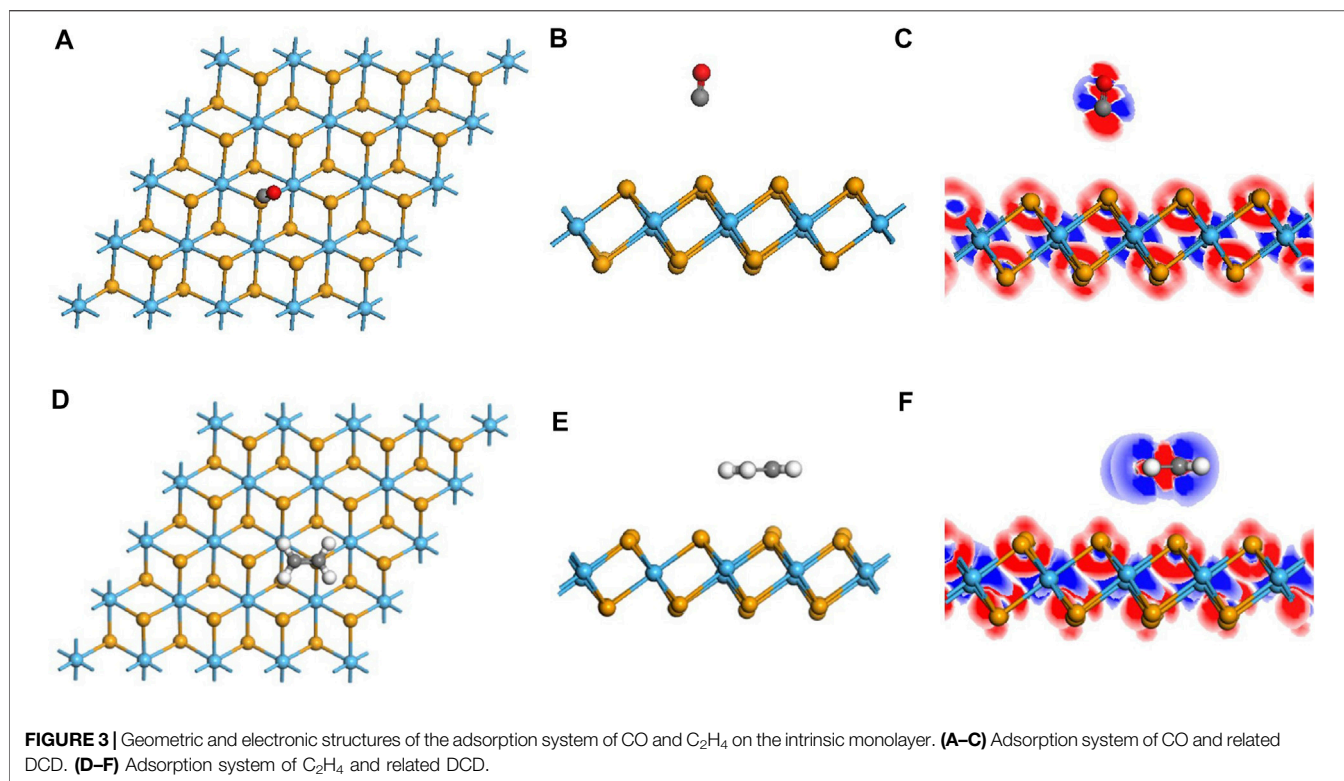 A
B
C
D
E
F
FIGURE 3 | Geometric and electronic structures of the adsorption system of CO and C₂H₄ on the intrinsic monolayer. (A–C) Adsorption system of CO and related
DCD. (D–F) Adsorption system of C₂H₄ and related DCD.